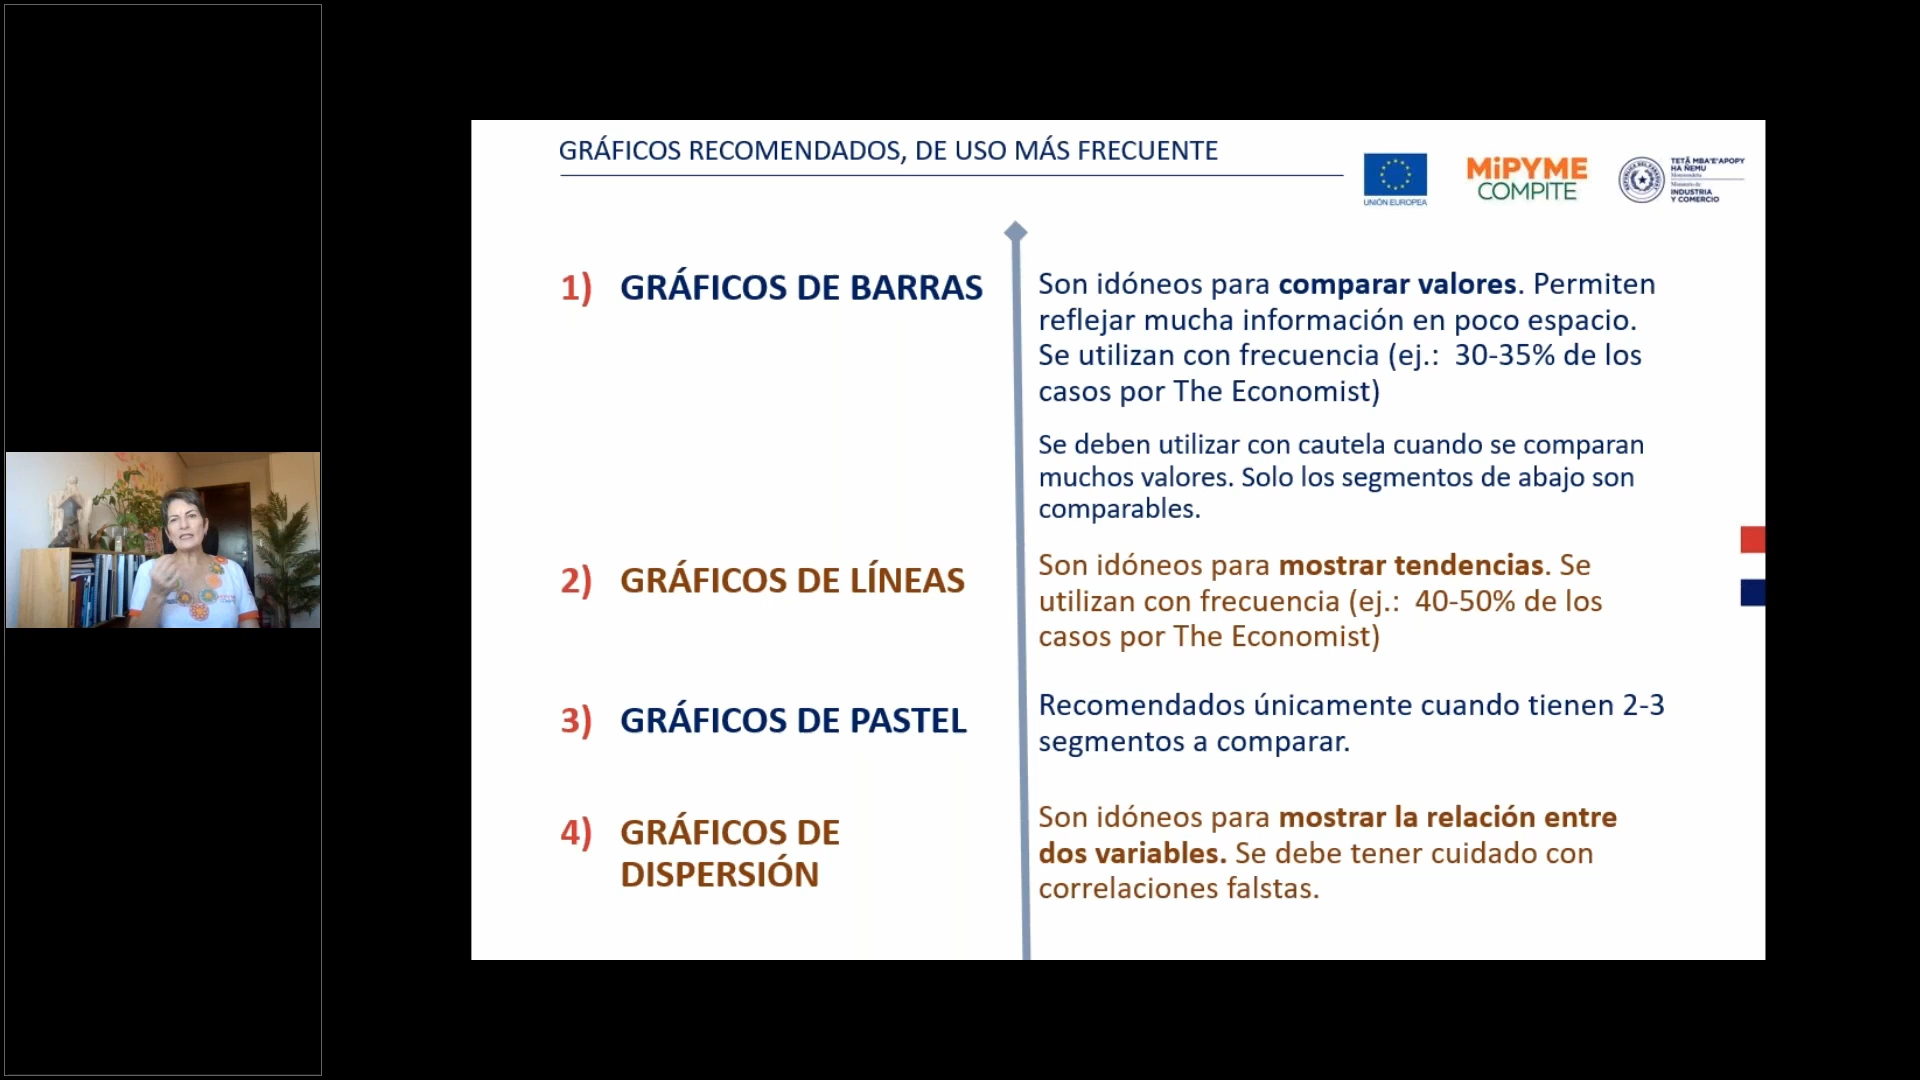 GRÁFICOS RECOMENDADOS, DE USO MÁS FRECUENTE
UNIÓN EUROPEA
MiPYME
COMPITE
TETÃ MBA'E'APOPY
HA ÑEMU
Ministerio de
INDUSTRIA
Y COMERCIO
1) GRÁFICOS DE BARRAS
Son idóneos para comparar valores. Permiten
reflejar mucha información en poco espacio.
Se utilizan con frecuencia (ej.: 30-35% de los
casos por The Economist)
Se deben utilizar con cautela cuando se comparan
muchos valores. Solo los segmentos de abajo son
comparables.
2) GRÁFICOS DE LÍNEAS
Son idóneos para mostrar tendencias. Se
utilizan con frecuencia (ej.: 40-50% de los
casos por The Economist)
3) GRÁFICOS DE PASTEL
Recomendados únicamente cuando tienen 2-3
segmentos a comparar.
4) GRÁFICOS DE
DISPERSIÓN
Son idóneos para mostrar la relación entre
dos variables. Se debe tener cuidado con
correlaciones falstas.